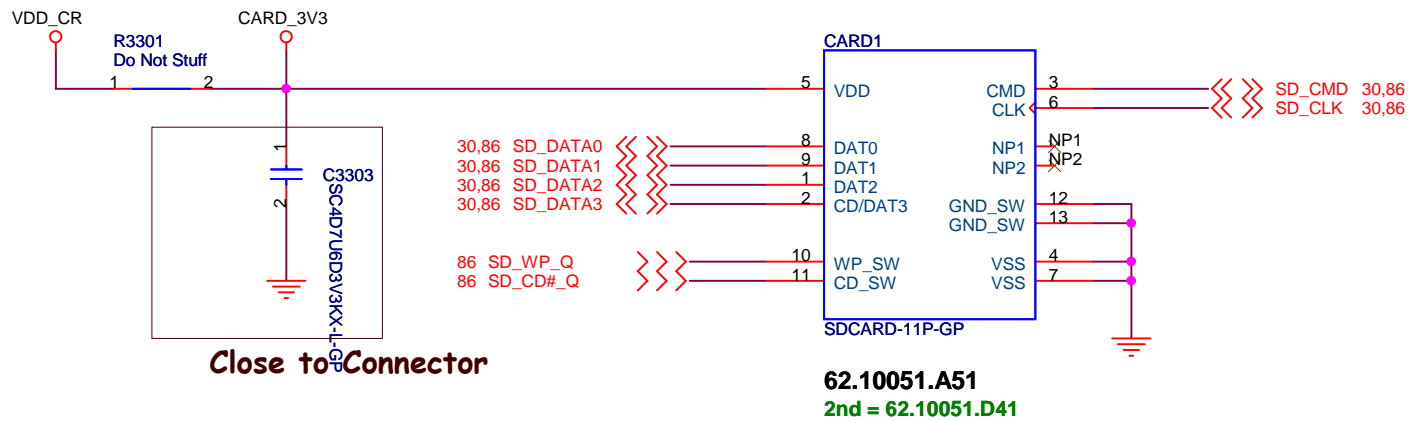 VDD_CR
CARD_3V3
R3301
Do Not Stuff
1 2
CARD1
5 VDD
CMD 3 SD_CMD 30,86
CLK 6 SD_CLK 30,86
30,86 SD_DATA0 8 DAT0
NP1 NP1
30,86 SD_DATA1 9 DAT1
NP2 NP2
30,86 SD_DATA2 1 DAT2
30,86 SD_DATA3 2 CD/DAT3
GND_SW 12
GND_SW 13
86 SD_WP_Q 10 WP_SW
VSS 4
86 SD_CD#_Q 11 CD_SW
VSS 7
1
C3303
2
SC4D7U6D3V3KX-L-GP
SDCARD-11P-GP
Close to Connector
62.10051.A51
2nd = 62.10051.D41